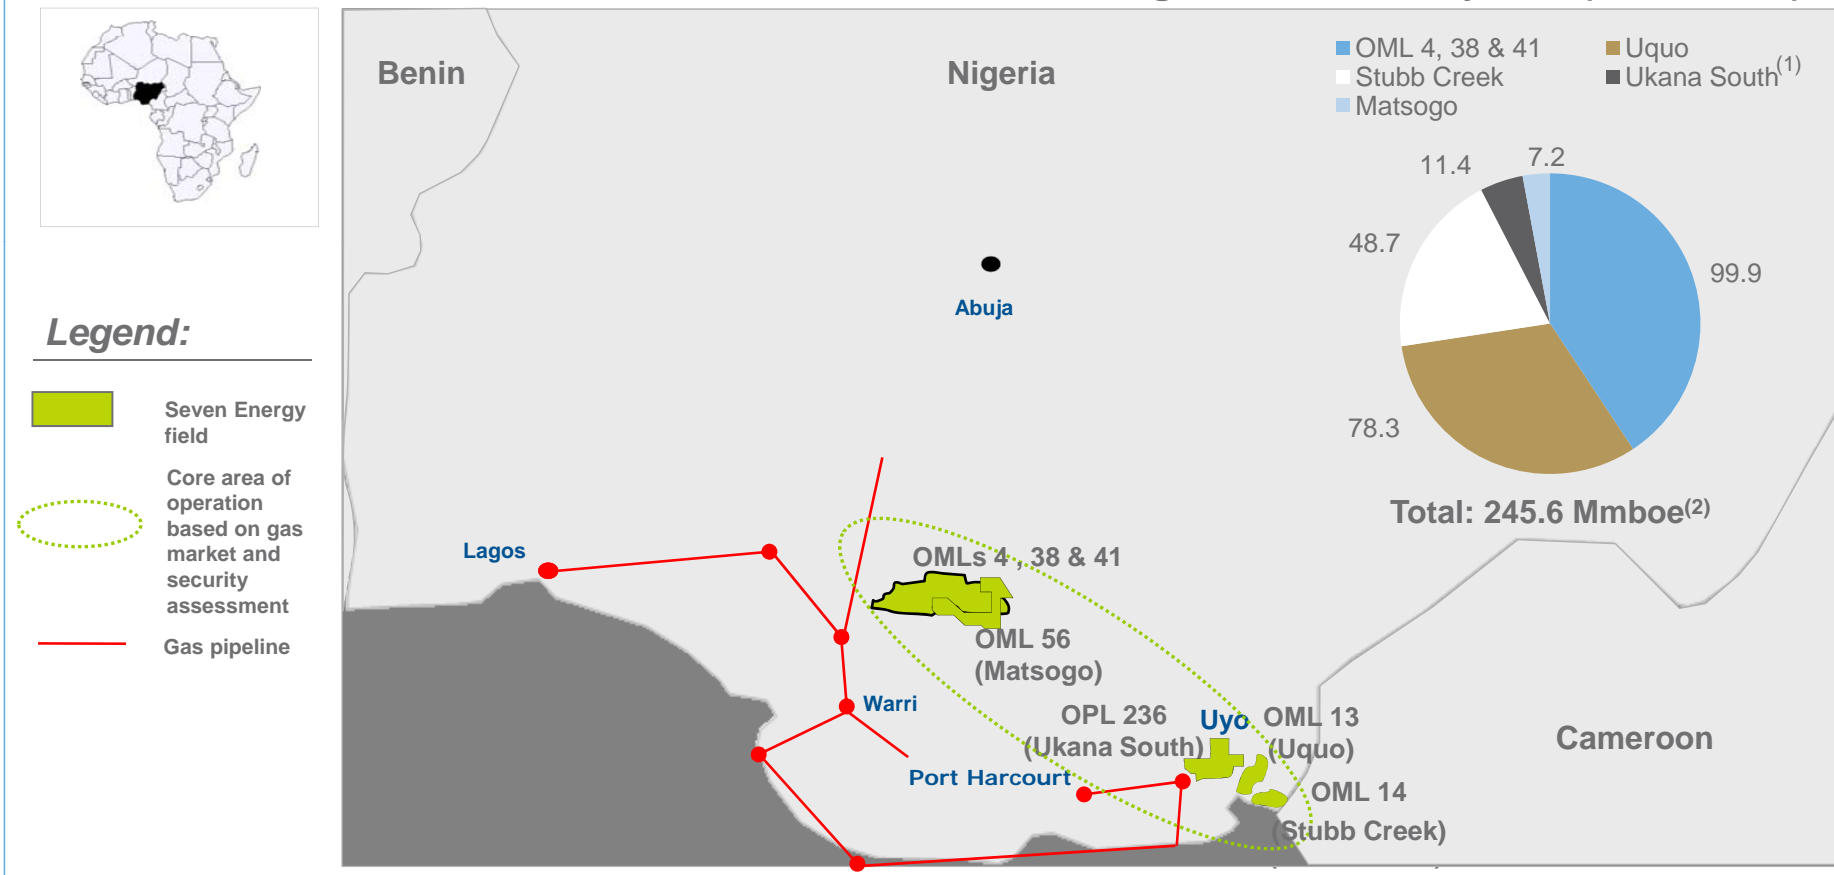 Benin
Nigeria
OML 4, 38 & 41
Uquo
Stubb Creek
Ukana South(1)
Matsogo
11.4
7.2
48.7
99.9
78.3
Total: 245.6 Mmboe(2)
Abuja
Legend:
Seven Energy
field
Core area of
operation
based on gas
market and
security
assessment
Gas pipeline
Lagos
OMLs 4 , 38 & 41
OML 56
(Matsogo)
Warri
OPL 236
(Ukana South)
Uyo
OML 13
(Uquo)
Port Harcourt
OML 14
(Stubb Creek)
Cameroon